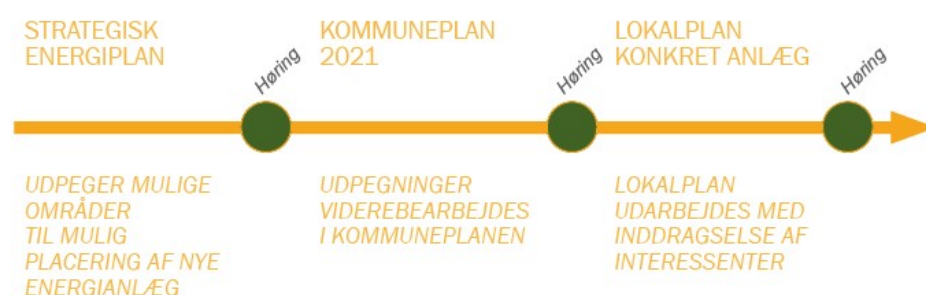 STRATEGISK
ENERGIPLAN
Høring
KOMMUNEPLAN
2021
Høring
LOKALPLAN
KONKRET ANLÆG
Høring
UDPEGER MULIGE
OMRÅDER
TIL MULIG
PLACERING AF NYE
ENERGIANLÆG
UDPEGNINGER
VIDEREBEARBEJDES
I KOMMUNEPLANEN
LOKALPLAN
UDARBEJDES MED
INDDRAGSELSE AF
INTERESSENTER